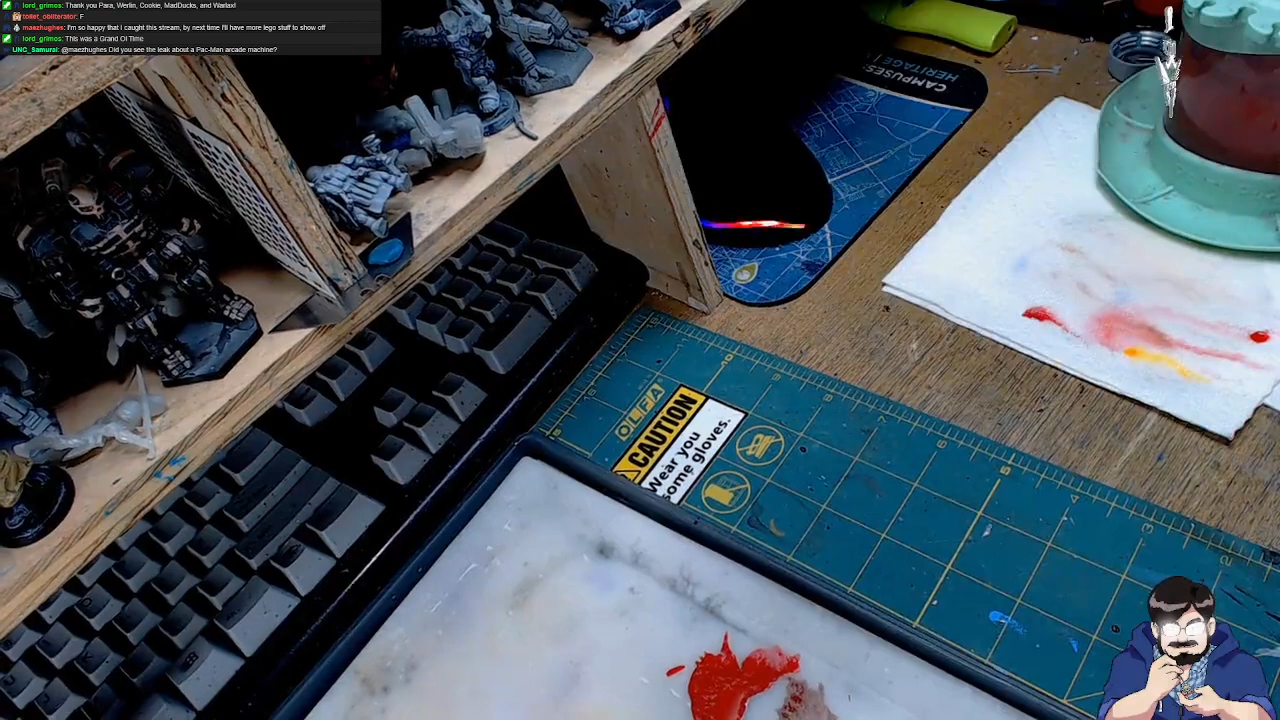 lord_grimos: Thank you Para, Werlin, Cookie, MadDucks, and Warlax!
toilet_obliterator: F
maezhughes: I'm so happy that i caught this stream, by next time I'll have more lego stuff to show off
lord_grimos: This was a Grand Ol Time
UNC_Samurai: @maezhughes Did you see the leak about a Pac-Man arcade machine?
CAMPUSES:
HERITAGE
OLFA
CAUTION
Wear you
some gloves.